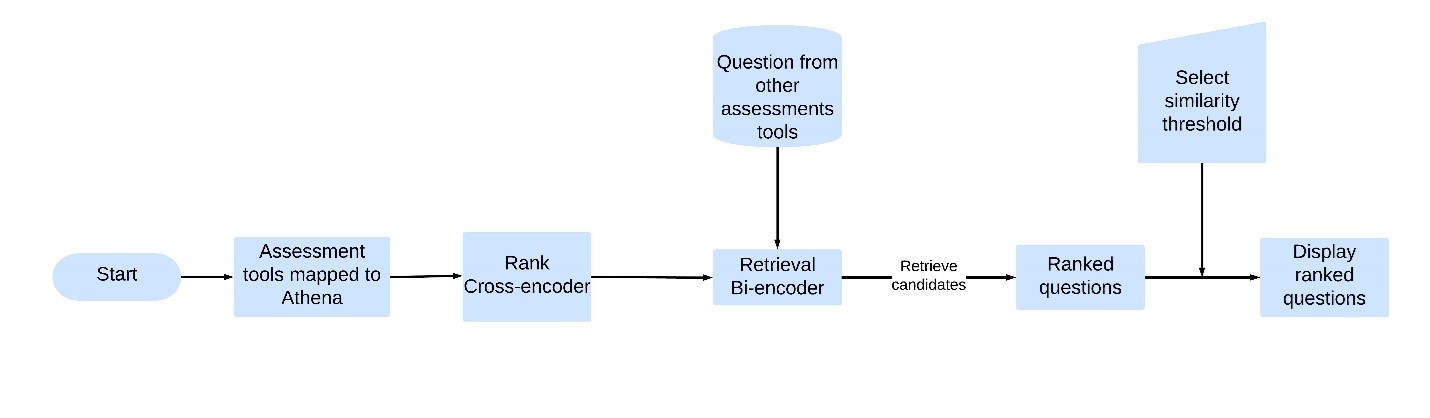 Question from
other
assessments
tools
Select
similarity
threshold
Start
Assessment
tools mapped to
Athena
Rank
Cross-encoder
Retrieval
Bi-encoder
Retrieve
candidates
Ranked
questions
Display
ranked
questions